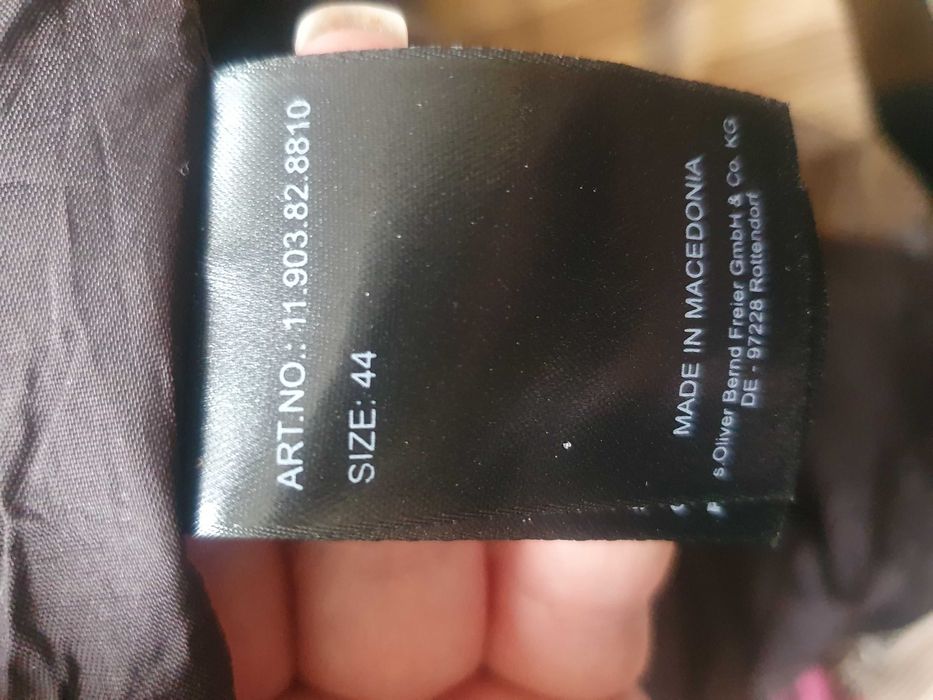 ART.NO.: 11.903.82.8810
SIZE: 44
MADE IN MACEDONIA
s.Oliver Bernd Freier GmbH & Co. KG
DE - 97228 Rottendorf